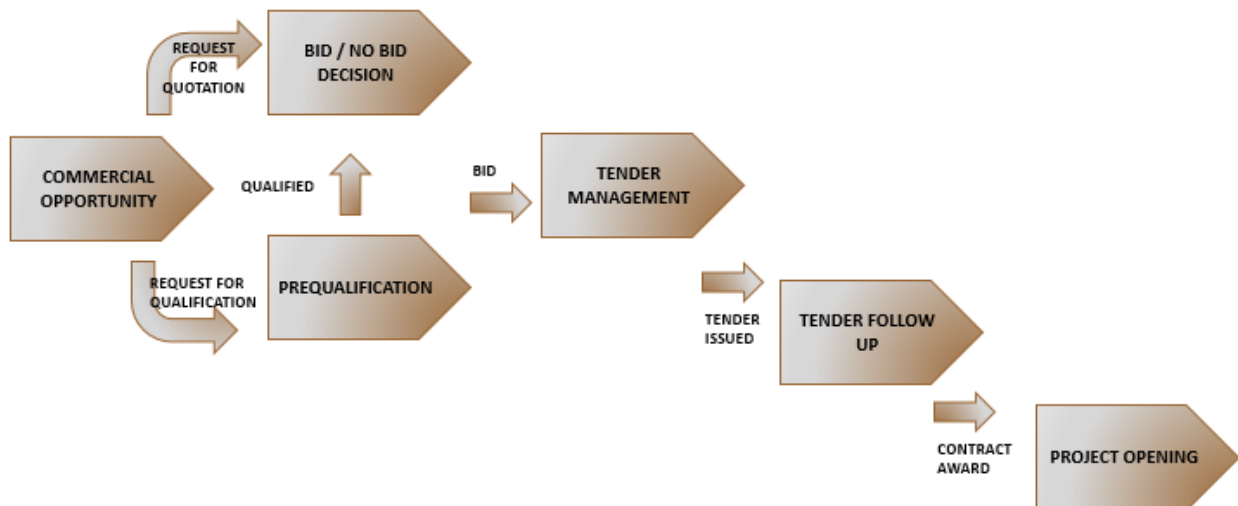 REQUEST
FOR
QUOTATION
BID / NO BID
DECISION
COMMERCIAL
OPPORTUNITY
QUALIFIED
BID
TENDER
MANAGEMENT
REQUEST FOR
QUALIFICATION
PREQUALIFICATION
TENDER
ISSUED
TENDER FOLLOW
UP
CONTRACT
AWARD
PROJECT OPENING